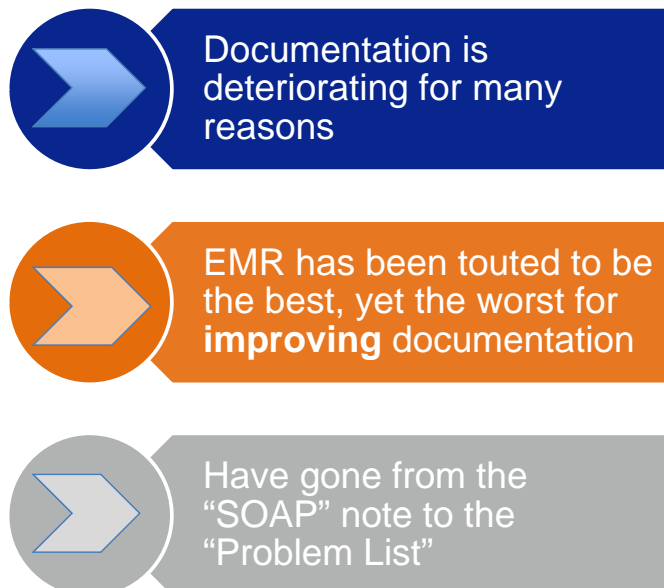 Documentation is
deteriorating for many
reasons
EMR has been touted to be
the best, yet the worst for
improving documentation
Have gone from the
“SOAP” note to the
“Problem List”